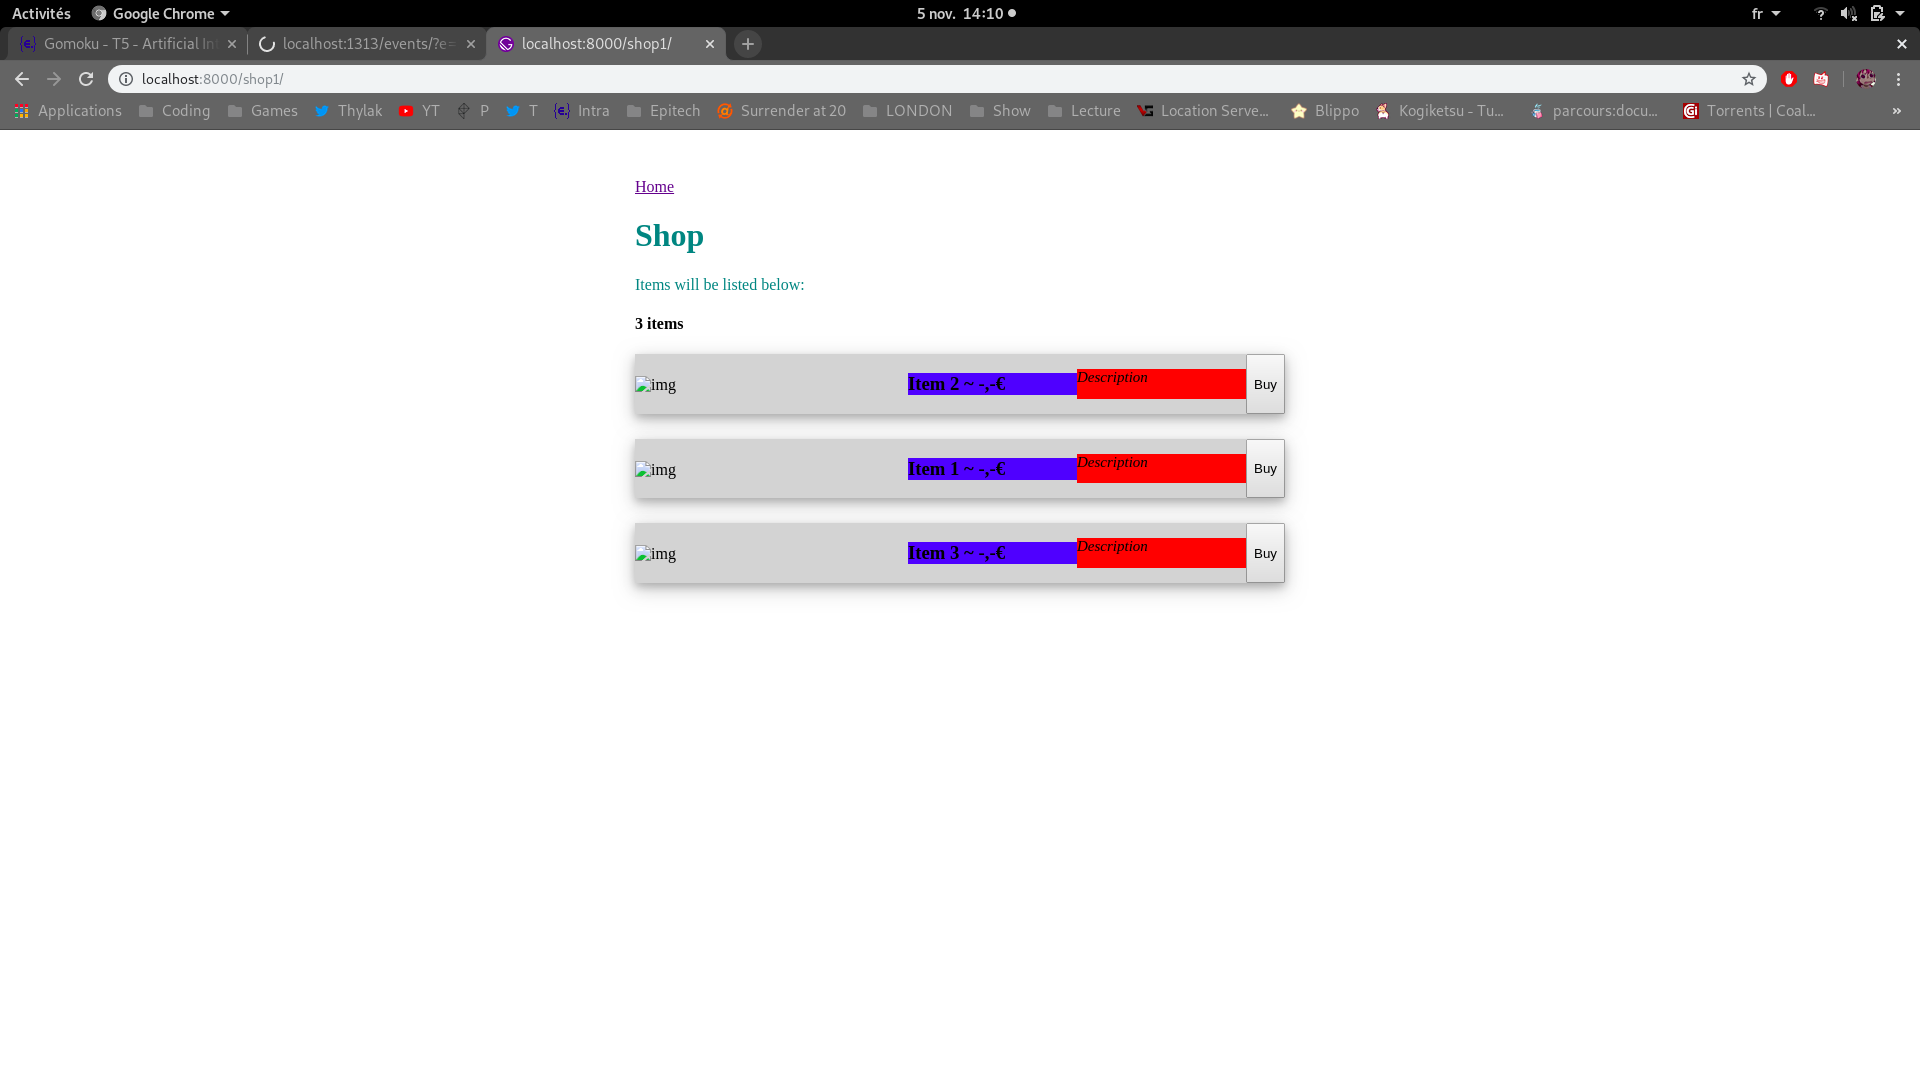 Activités Google Chrome 5 nov. 14:10 fr
Gomoku - T5 - Artificial In localhost:1313/events/?e= localhost:8000/shop1/
localhost:8000/shop1/
Applications Coding Games Thylak YT P T Intra Epitech Surrender at 20 LONDON Show Lecture Location Serve... Blippo Kogiketsu - Tu... parcours:docu... Torrents | Coal... »
Home
Shop
Items will be listed below:
3 items
img Item 2 ~ -,-€ Description Buy
img Item 1 ~ -,-€ Description Buy
img Item 3 ~ -,-€ Description Buy